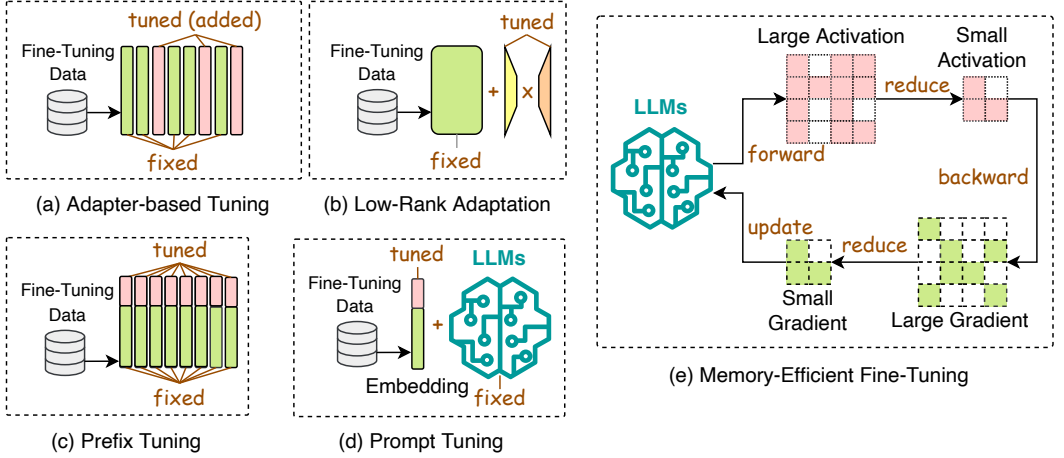 tuned (added)
Fine-Tuning
Data
fixed
(a) Adapter-based Tuning
tuned
Fine-Tuning
Data
+
x
fixed
(b) Low-Rank Adaptation
tuned
Fine-Tuning
Data
fixed
(c) Prefix Tuning
tuned
LLMs
Fine-Tuning
Data
+
Embedding
fixed
(d) Prompt Tuning
Large Activation
Small
Activation
reduce
LLMs
forward
backward
update
reduce
Small
Gradient
Large Gradient
(e) Memory-Efficient Fine-Tuning